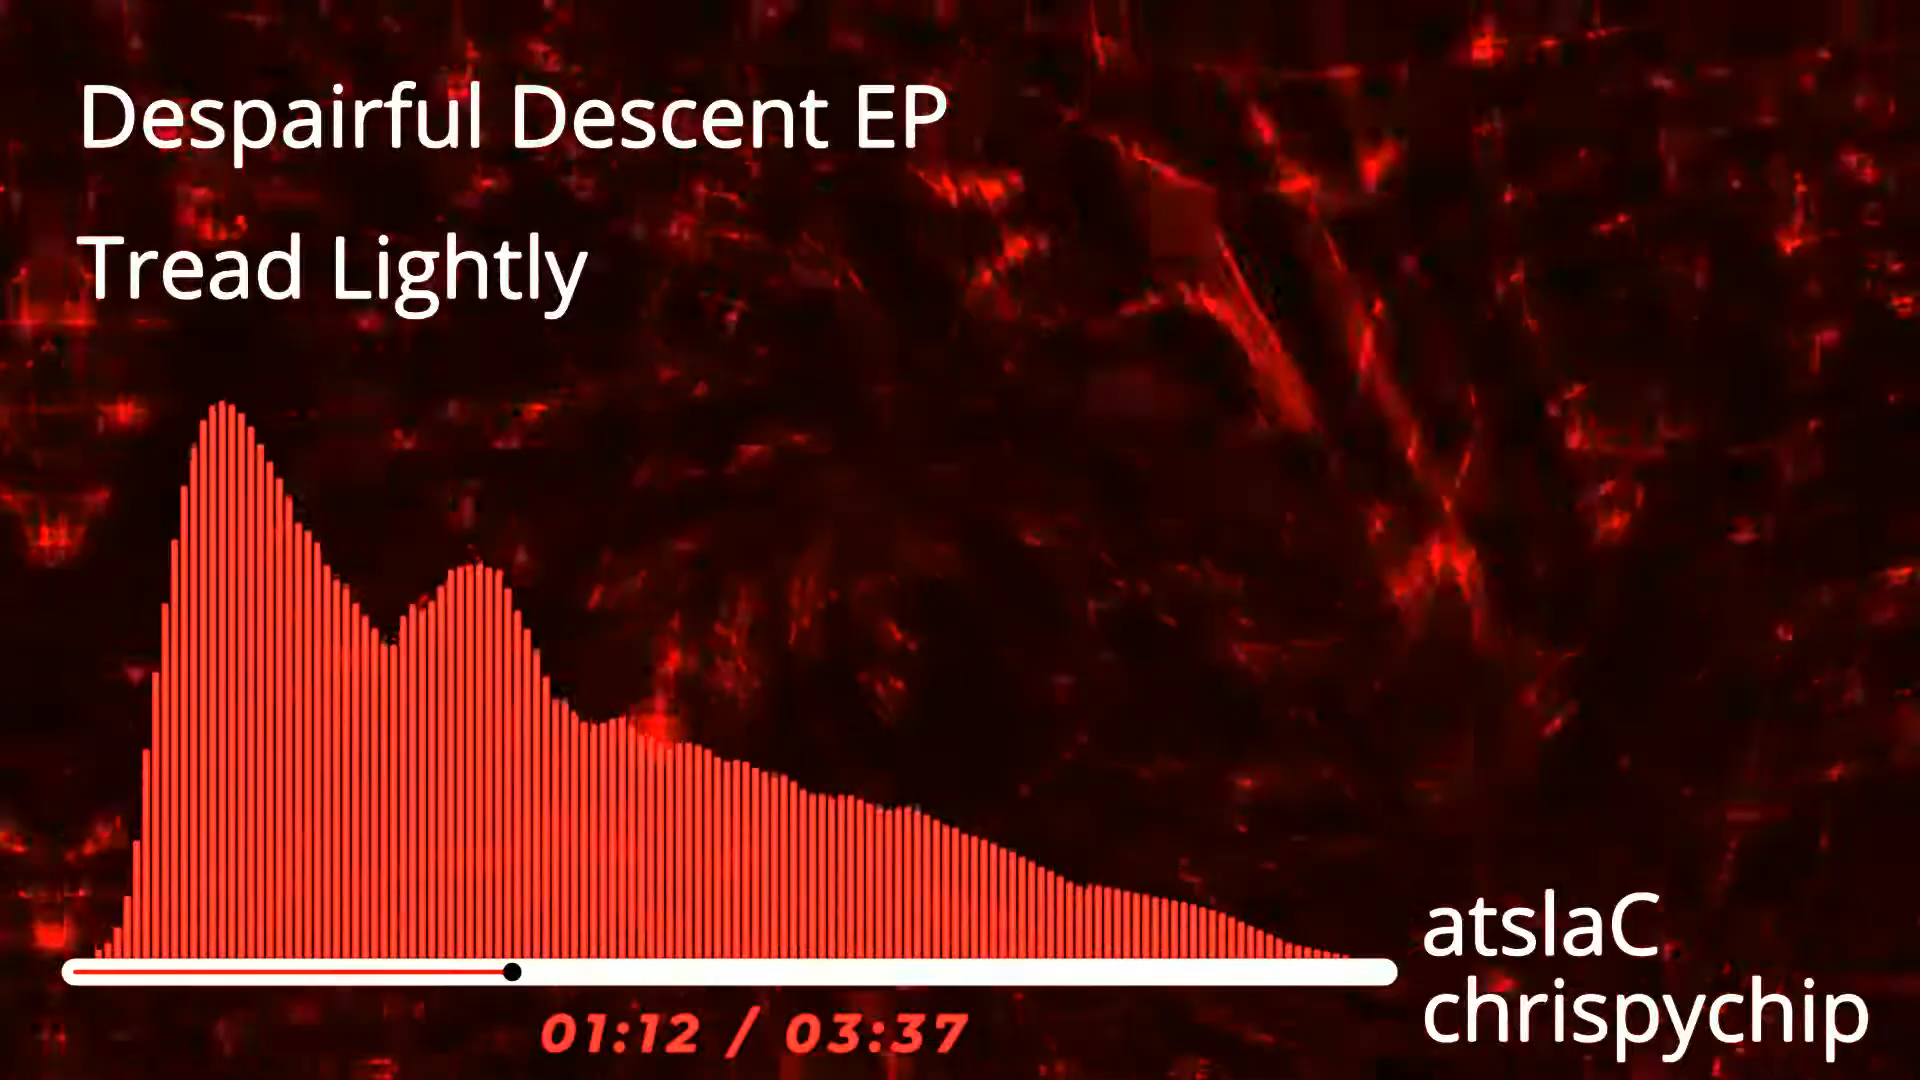 Despairful Descent EP
Tread Lightly
atslaC
chrispychip
01:12 / 03:37